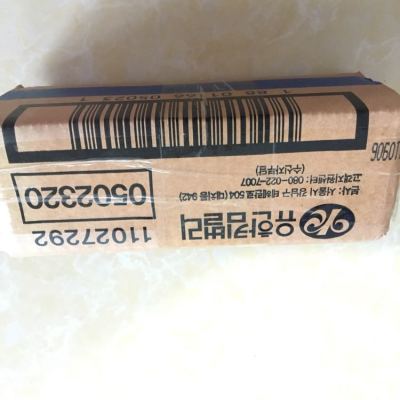 유한킴벌리
본사: 서울시 강남구 테헤란로 504 (대치동 942)
고객지원센터: 080-022-7007
(수신자부담)
11027292
0502320